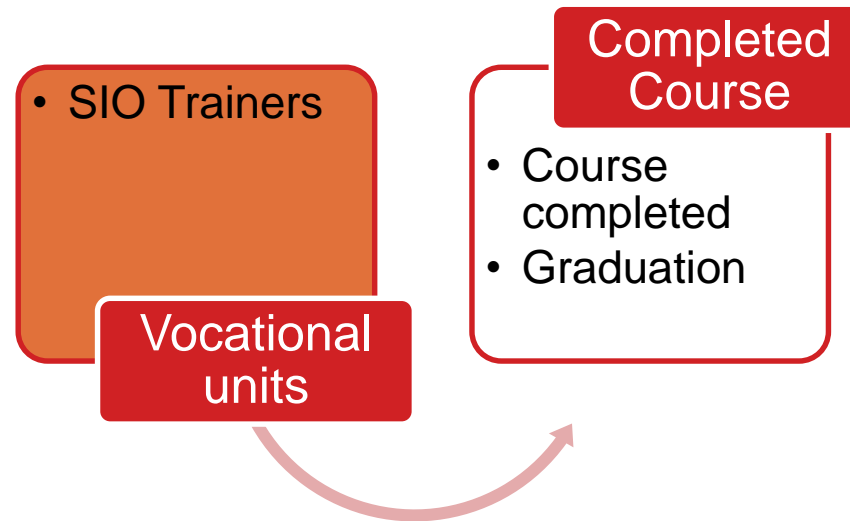 • SIO Trainers
Vocational
units
Completed
Course
• Course
completed
• Graduation